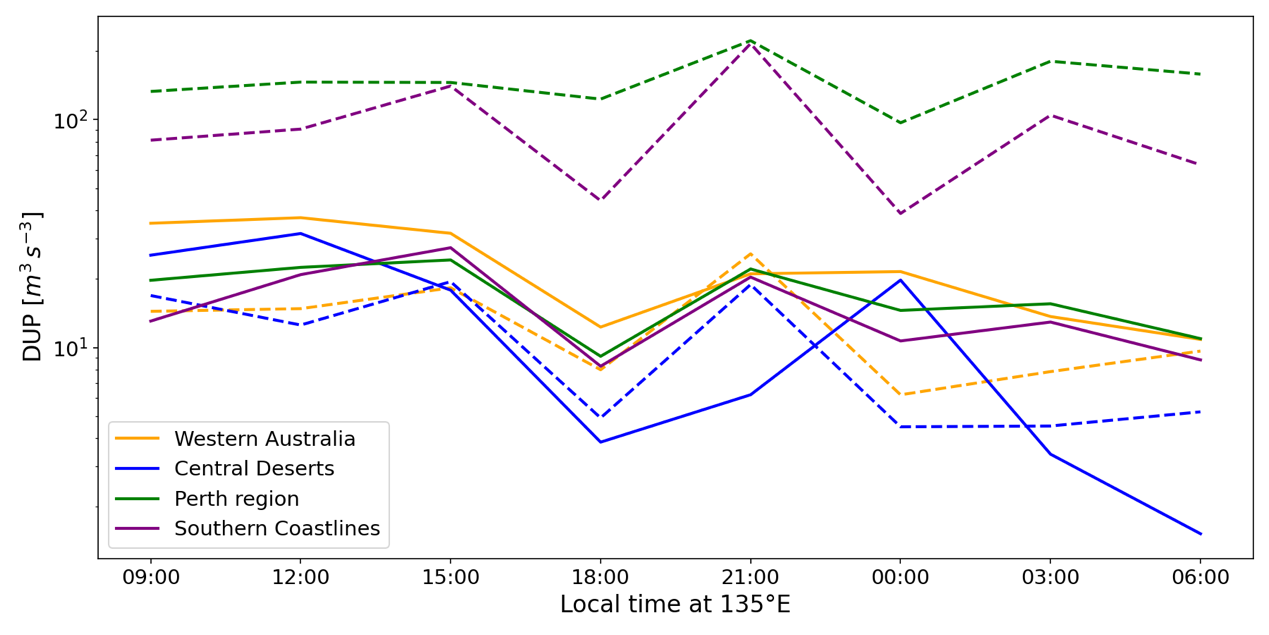 DUP [m³ s⁻³]
10²
10¹
Western Australia
Central Deserts
Perth region
Southern Coastlines
09:00 12:00 15:00 18:00 21:00 00:00 03:00 06:00
Local time at 135°E